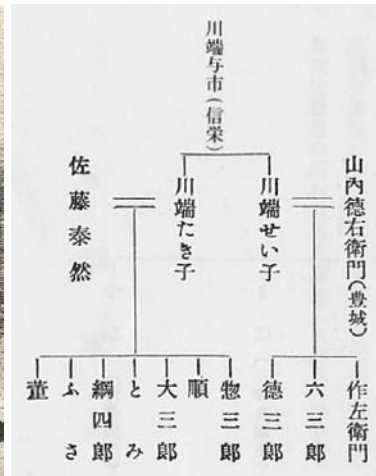 川端与市(信栄)
山内徳右衛門(豊城)
川端せい子
川端たき子
佐藤泰然
作左衛門
六三郎
徳三郎
惣三郎
順
大三郎
とみ
綱四郎
ふさ
董